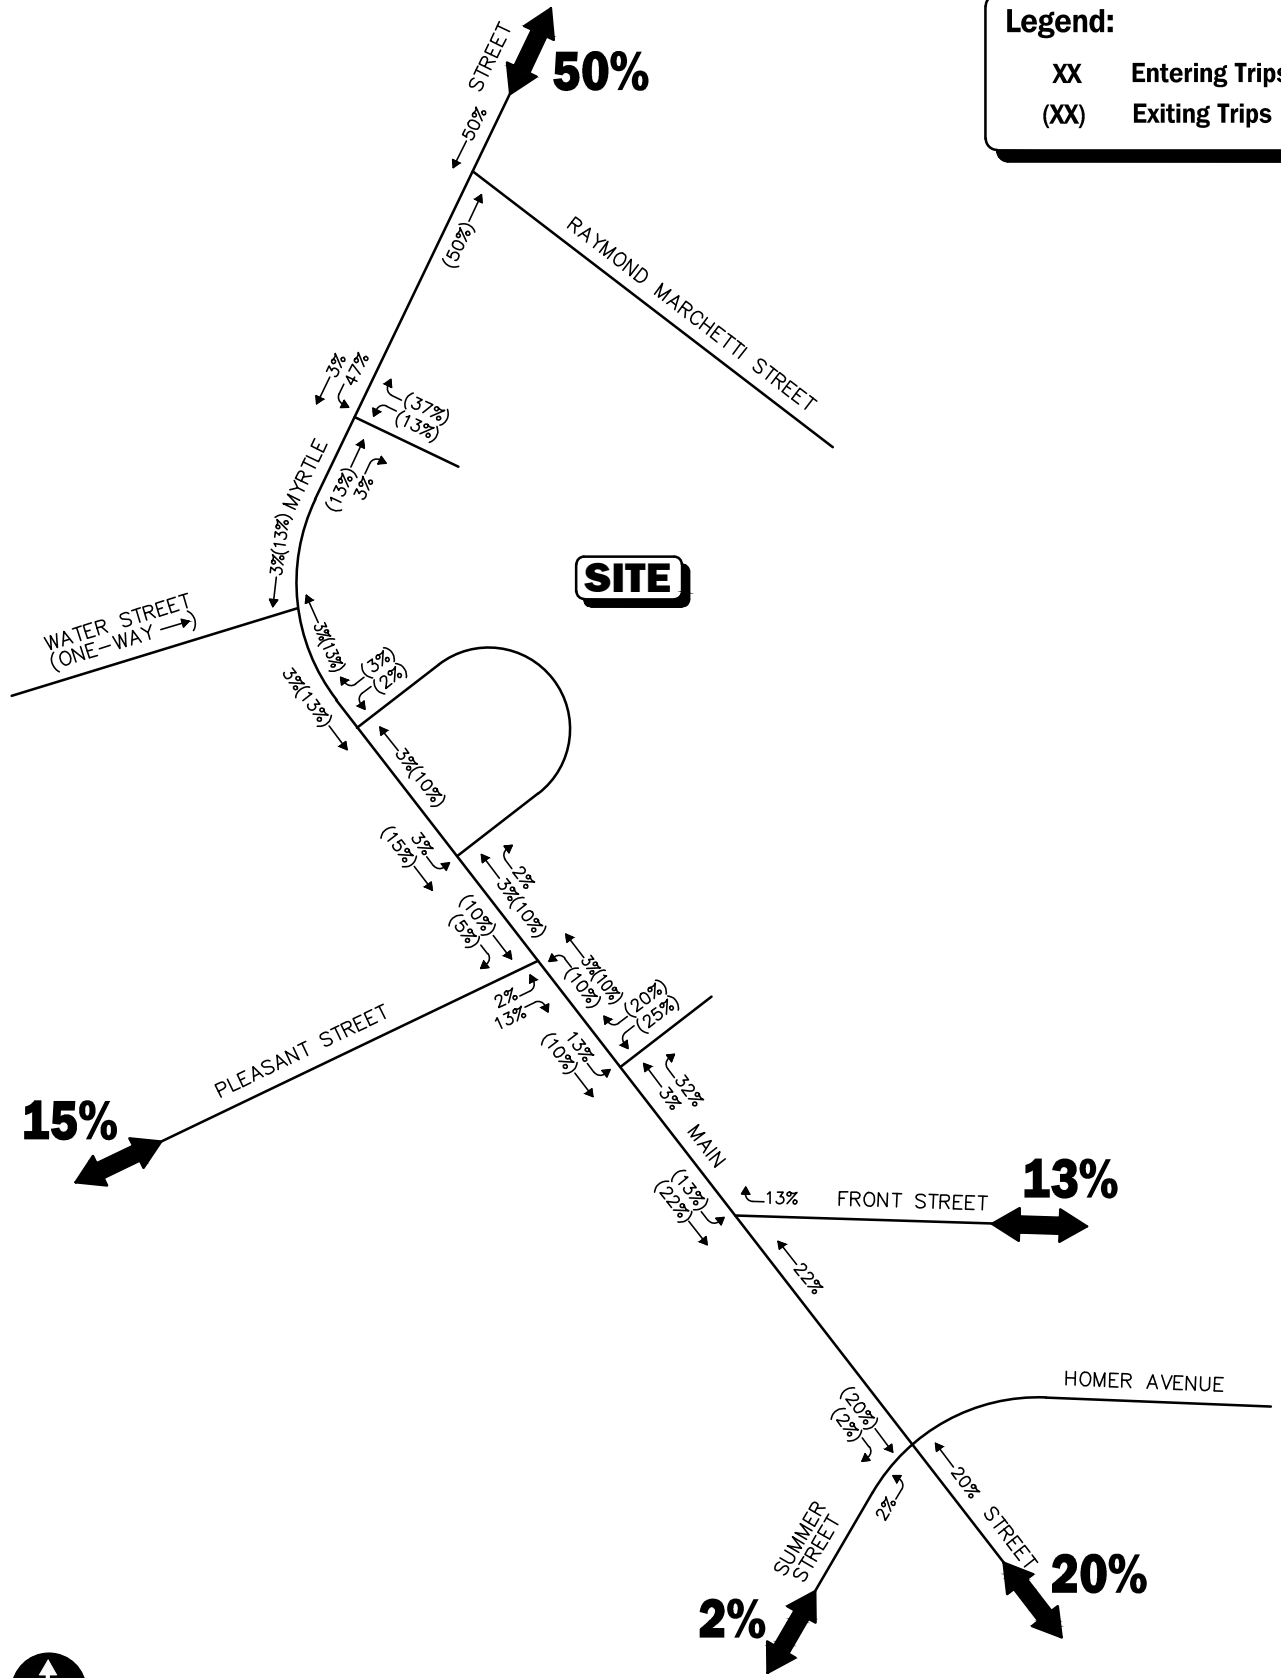 Legend:
XX Entering Trips
(XX) Exiting Trips
STREET
50%
50%
(50%)
RAYMOND MARCHETTI STREET
3%
47%
(37%)
(13%)
MYRTLE
(13%)
3%
3%(13%)
SITE
WATER STREET
(ONE-WAY )
3%(13%)
(3%)
(2%)
3%(13%)
3%(10%)
3%
(15%)
2%
3%(10%)
(10%)
(5%)
3%(10%)
(10%)
(20%)
(25%)
2%
13%
PLEASANT STREET
15%
13%
(10%)
32%
3%
MAIN
(13%)
(22%)
13%
FRONT STREET
13%
22%
HOMER AVENUE
(20%)
(2%)
20%
2%
STREET
SUMMER
STREET
20%
2%